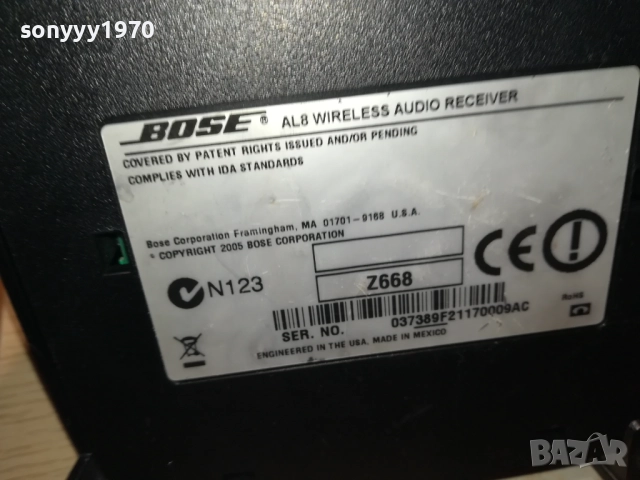 sonyyy1970
BOSE ® AL8 WIRELESS AUDIO RECEIVER
COVERED BY PATENT RIGHTS ISSUED AND/OR PENDING
COMPLIES WITH IDA STANDARDS
Bose Corporation Framingham, MA 01701-9168 U.S.A.
COPYRIGHT 2005 BOSE CORPORATION
N123
Z668
CE
RoHS
SER. NO. 037389F21170009AC
ENGINEERED IN THE USA. MADE IN MEXICO
BAZAR